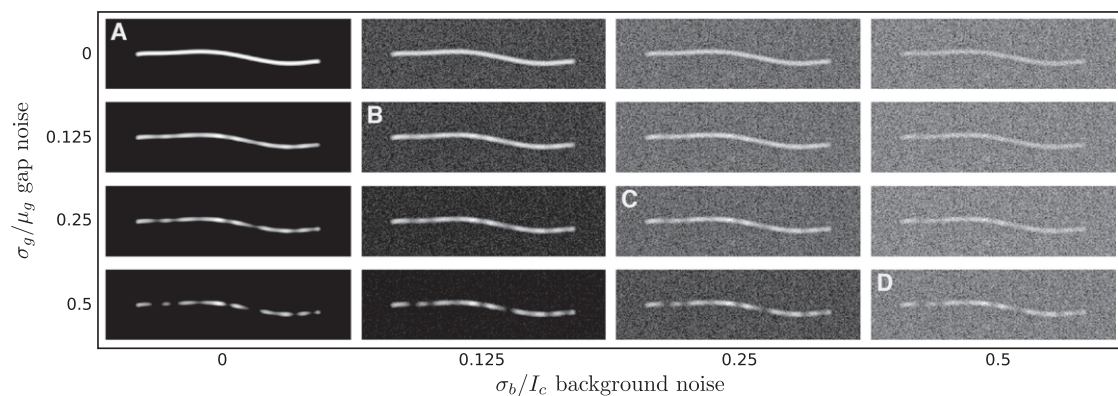 A
B
C
D
0
0.125
0.25
0.5
σg/μg gap noise
0 0.125 0.25 0.5
σb/Ic background noise